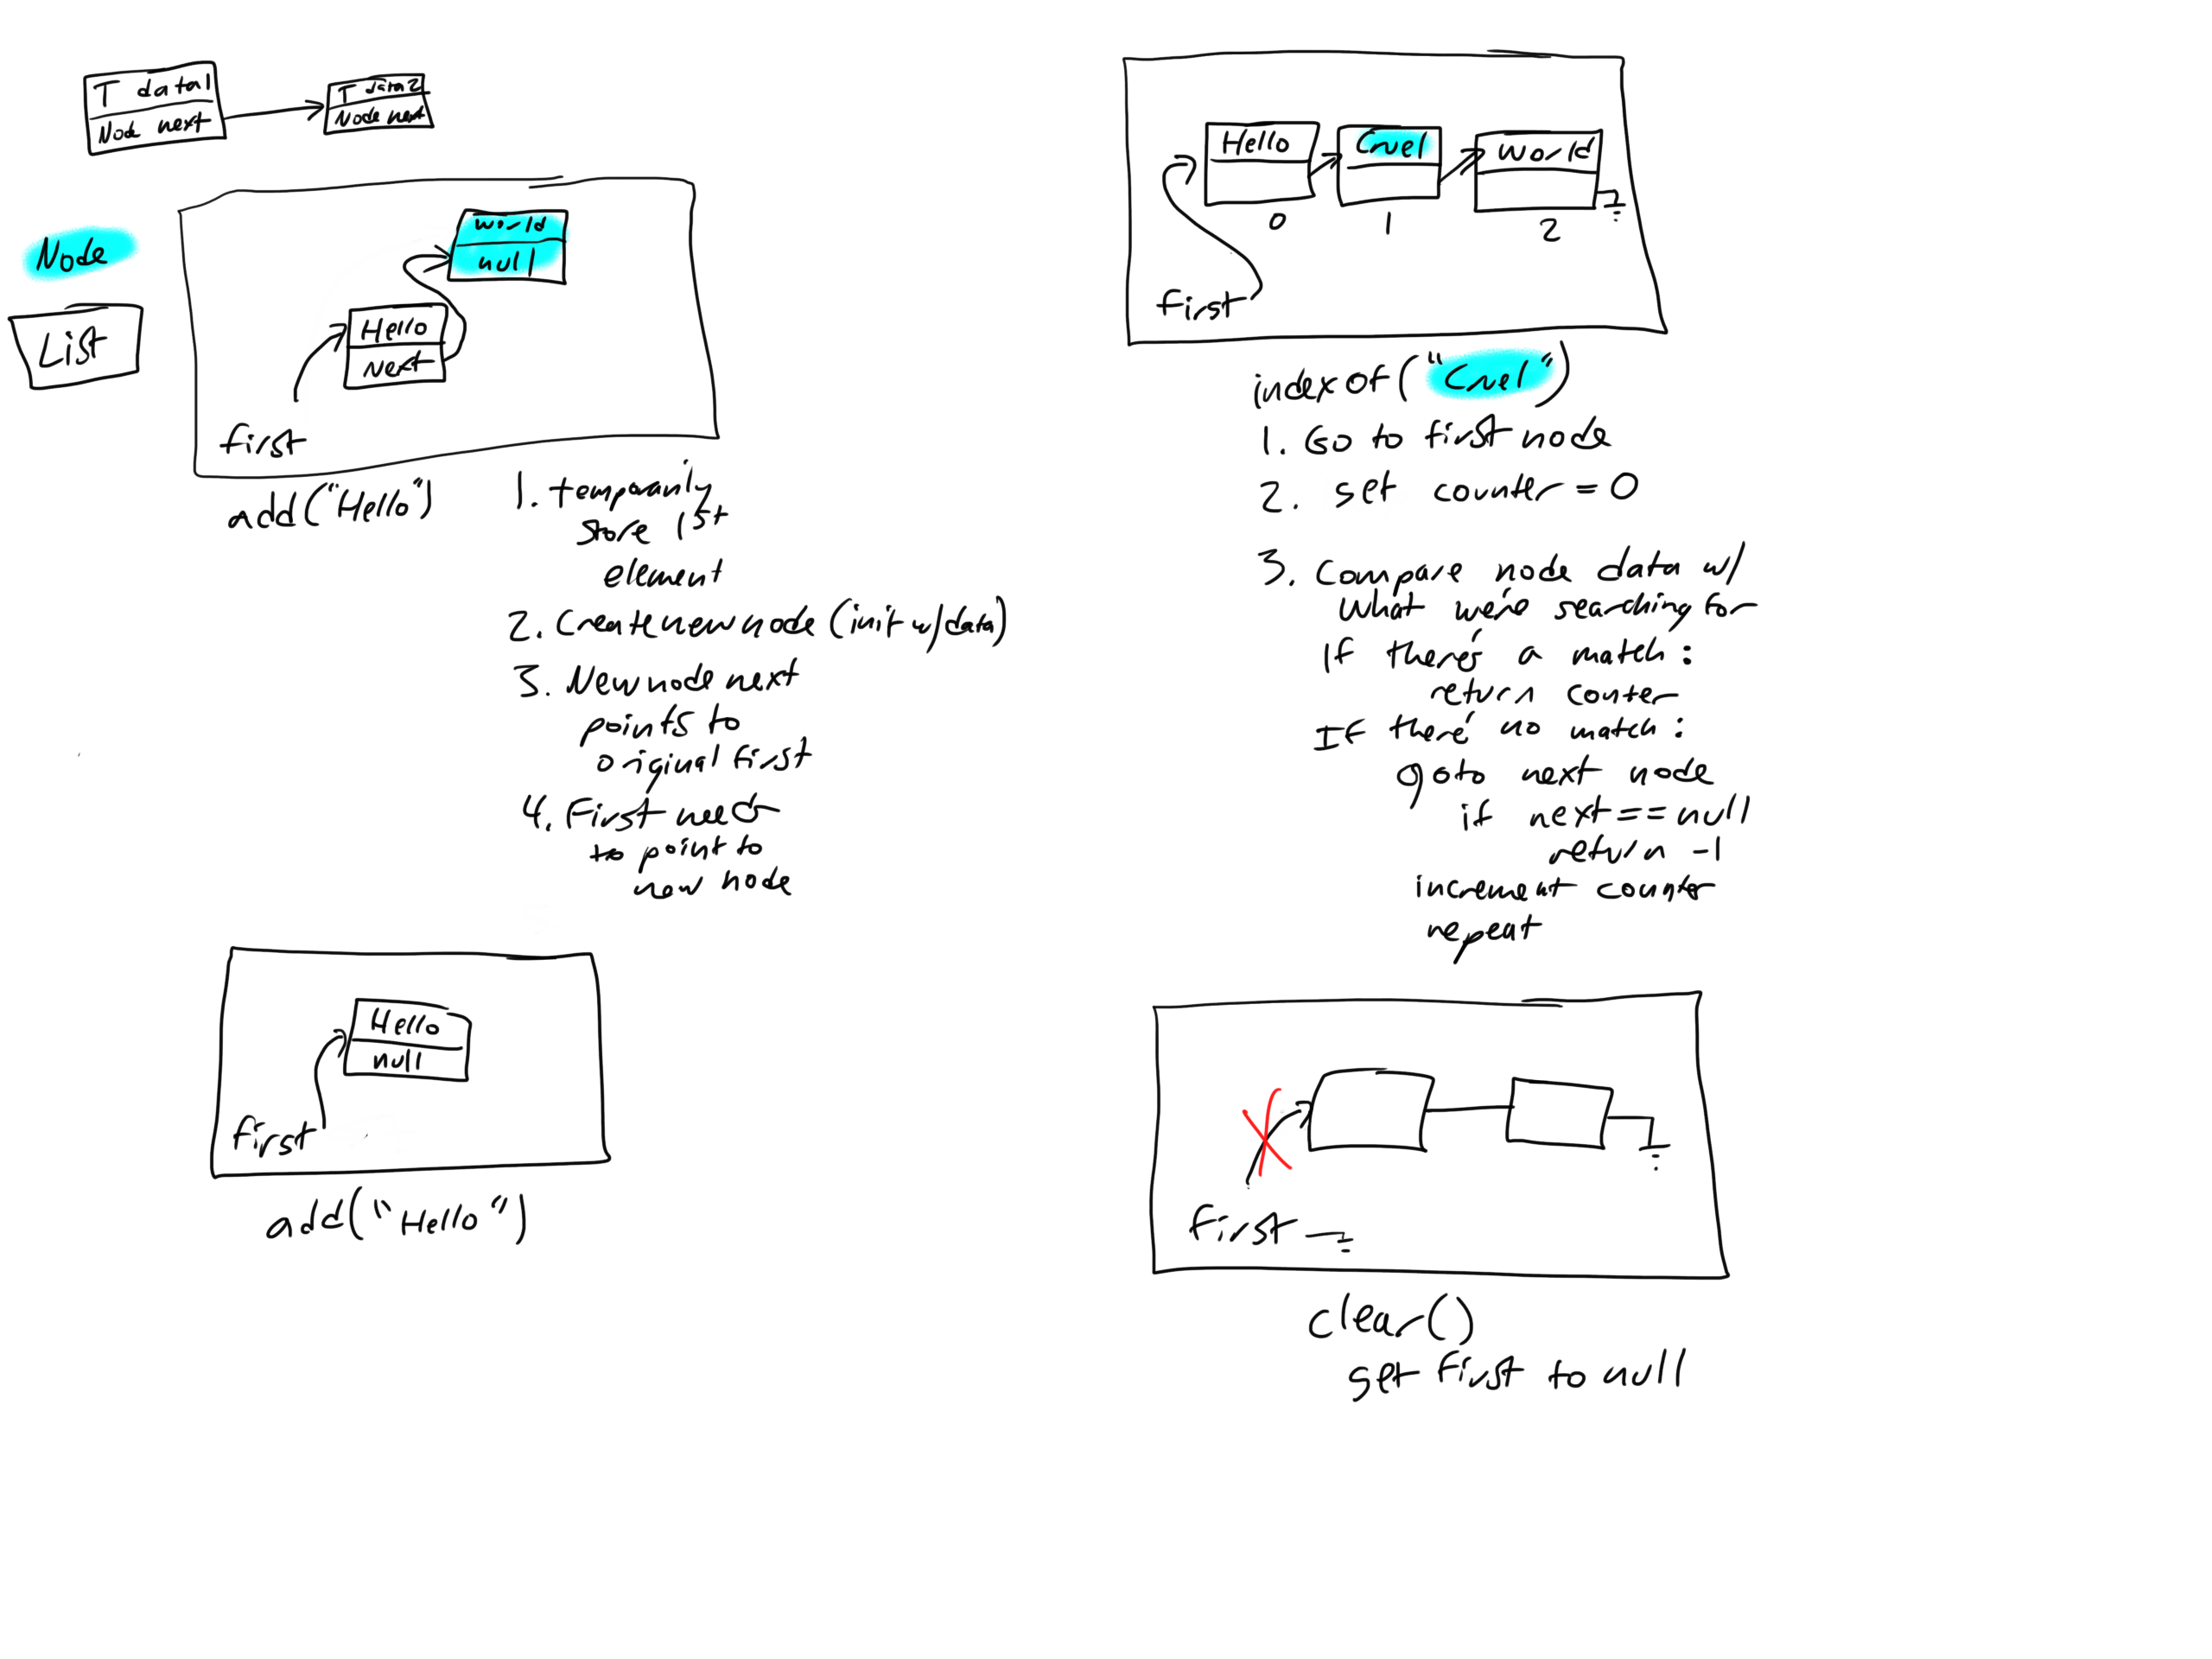 T data1
Node next
T data2
Node next
Node
List
world
null
Hello
next
first
add("Hello")
1. temporarily
store 1st
element
2. Create new node (init w/data)
3. New node next
points to
original first
4. First needs
to point to
new node
Hello
null
first
add("Hello")
Hello
Cruel
World
0
1
2
first
indexOf("Cruel")
1. Go to first node
2. set counter = 0
3. Compare node data w/
what we're searching for
If there's a match:
return counter
If there' no match:
goto next node
if next == null
return -1
increment counter
repeat
first
clear()
set first to null